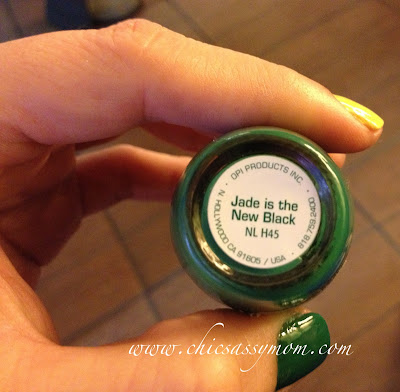 OPI PRODUCTS INC. • N. HOLLYWOOD CA 91605 / USA • 818.759.2400
Jade is the
New Black
NL H45
www.chicsassymom.com